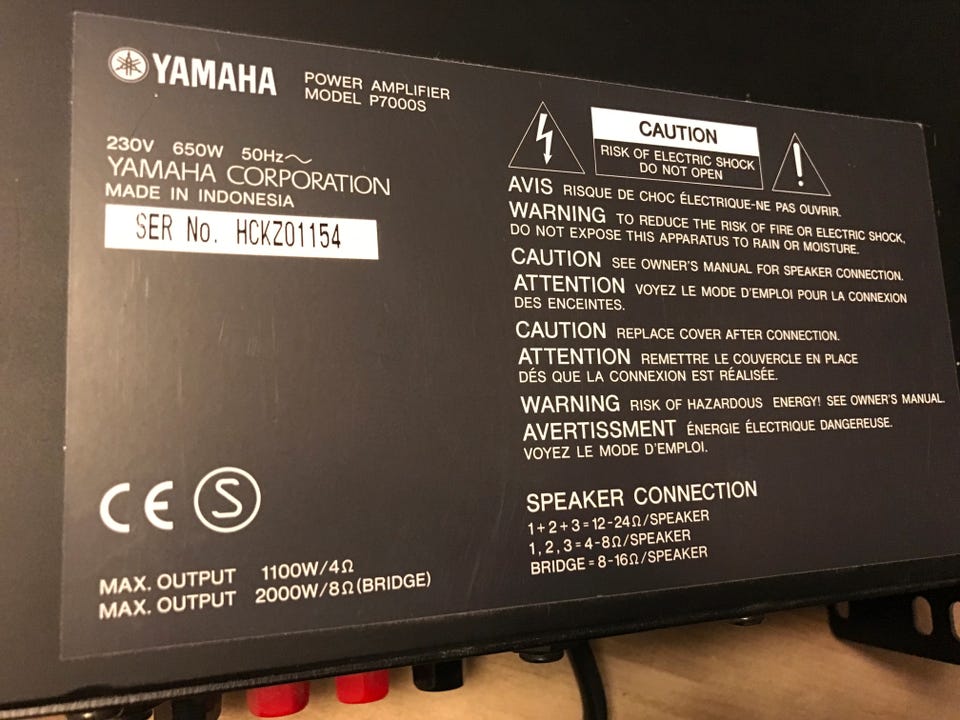 YAMAHA
POWER AMPLIFIER
MODEL P7000S
230V 650W 50Hz～
YAMAHA CORPORATION
MADE IN INDONESIA
SER No. HCKZ01154
CE S
MAX. OUTPUT 1100W/4Ω
MAX. OUTPUT 2000W/8Ω(BRIDGE)
CAUTION
RISK OF ELECTRIC SHOCK
DO NOT OPEN
!
AVIS RISQUE DE CHOC ÉLECTRIQUE-NE PAS OUVRIR.
WARNING TO REDUCE THE RISK OF FIRE OR ELECTRIC SHOCK,
DO NOT EXPOSE THIS APPARATUS TO RAIN OR MOISTURE.
CAUTION SEE OWNER'S MANUAL FOR SPEAKER CONNECTION.
ATTENTION VOYEZ LE MODE D'EMPLOI POUR LA CONNEXION
DES ENCEINTES.
CAUTION REPLACE COVER AFTER CONNECTION.
ATTENTION REMETTRE LE COUVERCLE EN PLACE
DÉS QUE LA CONNEXION EST RÉALISÉE.
WARNING RISK OF HAZARDOUS ENERGY! SEE OWNER'S MANUAL.
AVERTISSMENT ÉNERGIE ÉLECTRIQUE DANGEREUSE.
VOYEZ LE MODE D'EMPLOI.
SPEAKER CONNECTION
1+2+3=12-24Ω/SPEAKER
1,2,3=4-8Ω/SPEAKER
BRIDGE=8-16Ω/SPEAKER